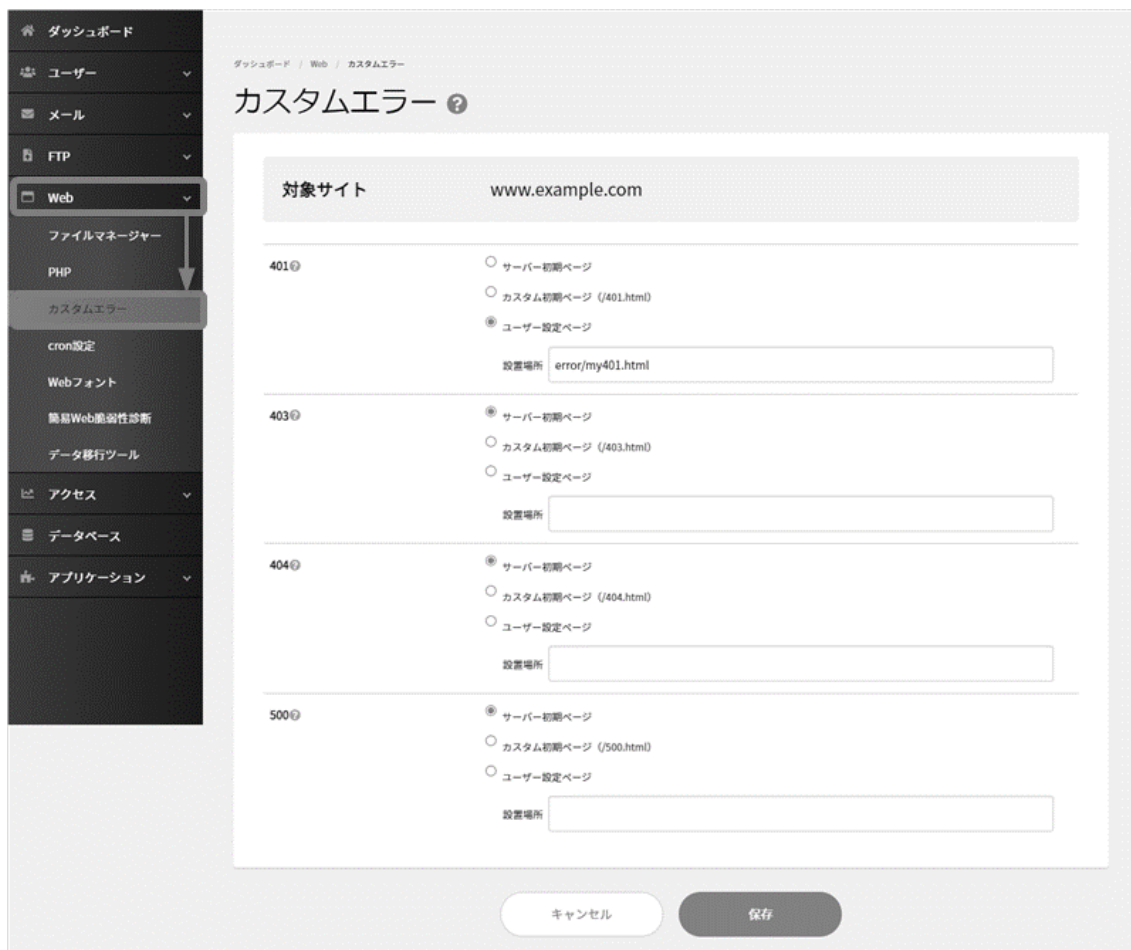 ダッシュボード
ユーザー
メール
FTP
Web
ファイルマネージャー
PHP
カスタムエラー
cron設定
Webフォント
簡易Web脆弱性診断
データ移行ツール
アクセス
データベース
アプリケーション
ダッシュボード / Web / カスタムエラー
カスタムエラー ?
対象サイト www.example.com
401 ?
サーバー初期ページ
カスタム初期ページ (/401.html)
ユーザー設定ページ
設置場所 error/my401.html
403 ?
サーバー初期ページ
カスタム初期ページ (/403.html)
ユーザー設定ページ
設置場所
404 ?
サーバー初期ページ
カスタム初期ページ (/404.html)
ユーザー設定ページ
設置場所
500 ?
サーバー初期ページ
カスタム初期ページ (/500.html)
ユーザー設定ページ
設置場所
キャンセル
保存